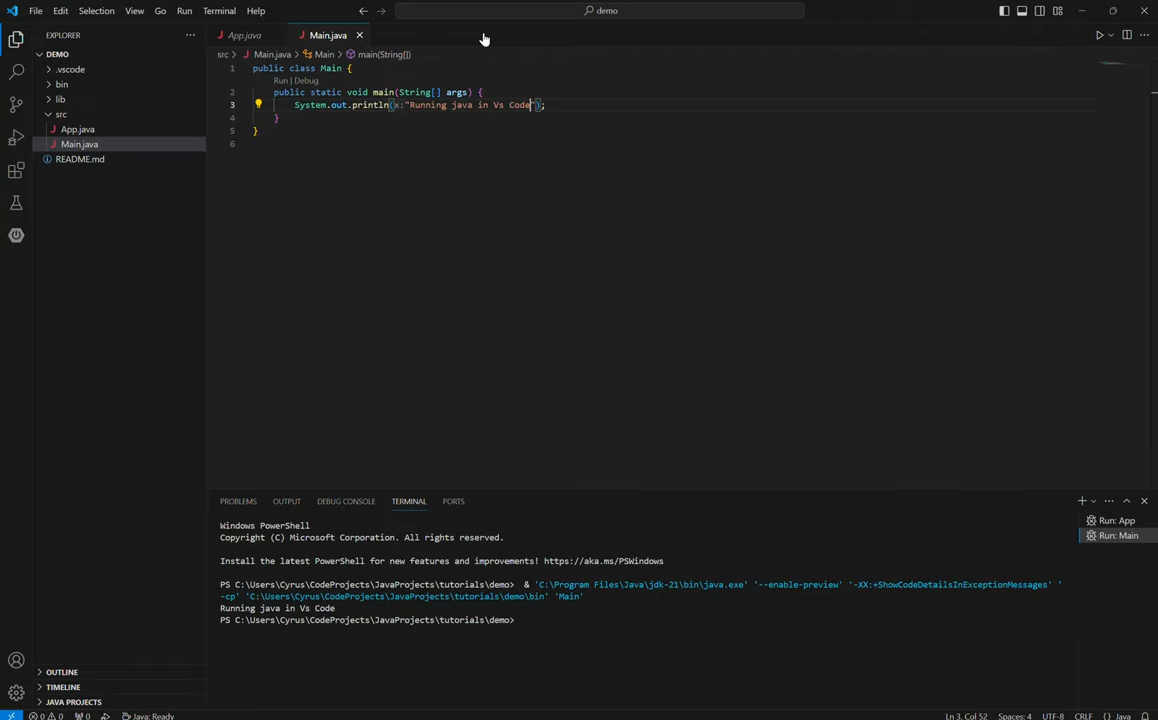 File Edit Selection View Go Run Terminal Help
demo
EXPLORER
DEMO
.vscode
bin
lib
src
App.java
Main.java
README.md
OUTLINE
TIMELINE
JAVA PROJECTS
App.java
Main.java
src > Main.java > Main > main(String[])
1 public class Main {
Run | Debug
2 public static void main(String[] args) {
3 System.out.println(x:"Running java in Vs Code");
4 }
5 }
6
PROBLEMS OUTPUT DEBUG CONSOLE TERMINAL PORTS
Windows PowerShell
Copyright (C) Microsoft Corporation. All rights reserved.
Install the latest PowerShell for new features and improvements! https://aka.ms/PSWindows
PS C:\Users\Cyrus\CodeProjects\JavaProjects\tutorials\demo> & 'C:\Program Files\Java\jdk-21\bin\java.exe' '--enable-preview' '-XX:+ShowCodeDetailsInExceptionMessages' '
-cp' 'C:\Users\Cyrus\CodeProjects\JavaProjects\tutorials\demo\bin' 'Main'
Running java in Vs Code
PS C:\Users\Cyrus\CodeProjects\JavaProjects\tutorials\demo>
Run: App
Run: Main
0 0 0 Java: Ready
Ln 3, Col 52 Spaces: 4 UTF-8 CRLF {} Java